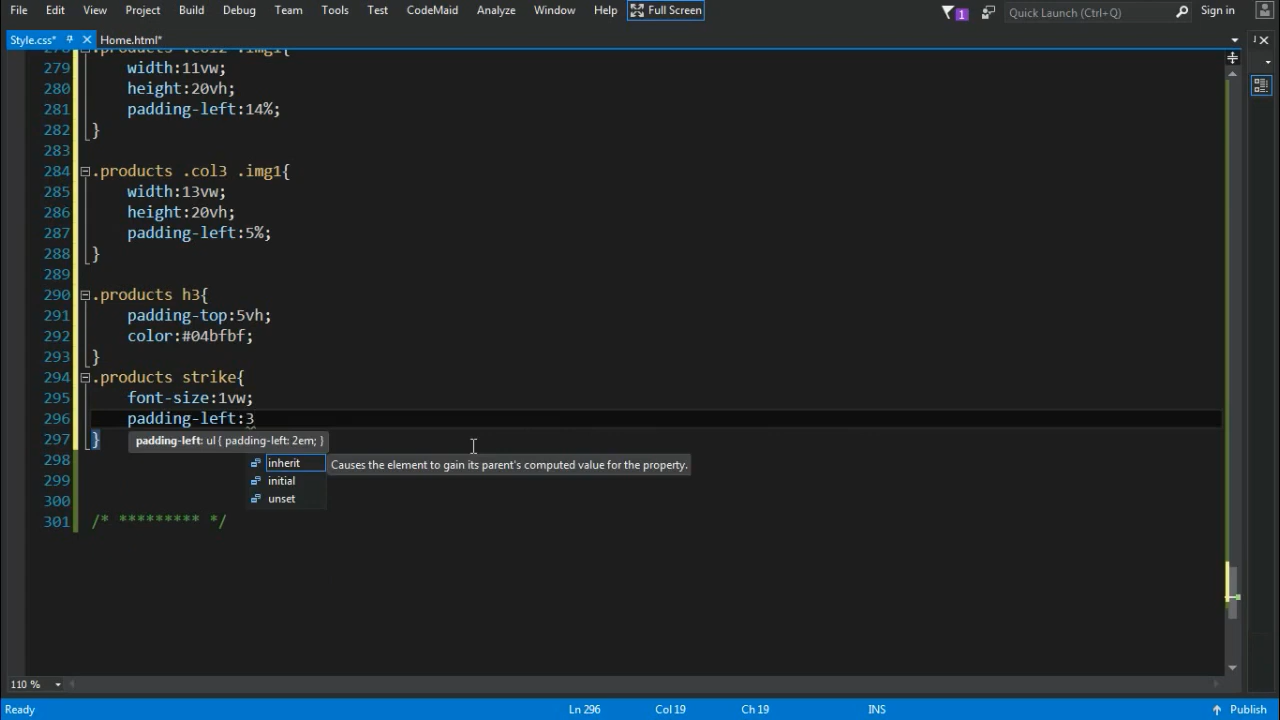 File Edit View Project Build Debug Team Tools Test CodeMaid Analyze Window Help Full Screen 1 Quick Launch (Ctrl+Q) Sign in
Style.css* Home.html*
278 .products .col2 .img1{
279 width:11vw;
280 height:20vh;
281 padding-left:14%;
282 }
283
284 .products .col3 .img1{
285 width:13vw;
286 height:20vh;
287 padding-left:5%;
288 }
289
290 .products h3{
291 padding-top:5vh;
292 color:#04bfbf;
293 }
294 .products strike{
295 font-size:1vw;
296 padding-left:3
297 } padding-left: ul { padding-left: 2em; }
298 inherit Causes the element to gain its parent's computed value for the property.
299 initial
300 unset
301 /* ********* */
110 %
Ready Ln 296 Col 19 Ch 19 INS Publish